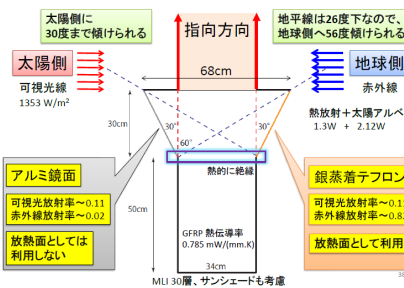 太陽側に
30度まで傾けられる
指向方向
地平線は26度下なので、
地球側へ56度傾けられる
太陽側
可視光線
1353 W/m²
68cm
地球側
赤外線
熱放射+太陽アルベ
1.3W + 2.12W
30cm
30°
30°
60°
熱的に絶縁
アルミ鏡面
可視光放射率~0.11
赤外線放射率~0.02
放熱面としては
利用しない
50cm
GFRP 熱伝導率
0.785 mW/(mm.K)
34cm
銀蒸着テフロン
可視光放射率~0.1
赤外線放射率~0.8
放熱面として利用
MLI 30層、サンシェードも考慮